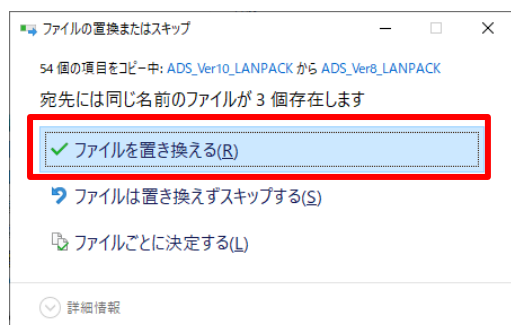 ファイルの置換またはスキップ
54 個の項目をコピー中: ADS_Ver10_LANPACK から ADS_Ver8_LANPACK
宛先には同じ名前のファイルが 3 個存在します
ファイルを置き換える(R)
ファイルは置き換えずスキップする(S)
ファイルごとに決定する(L)
詳細情報